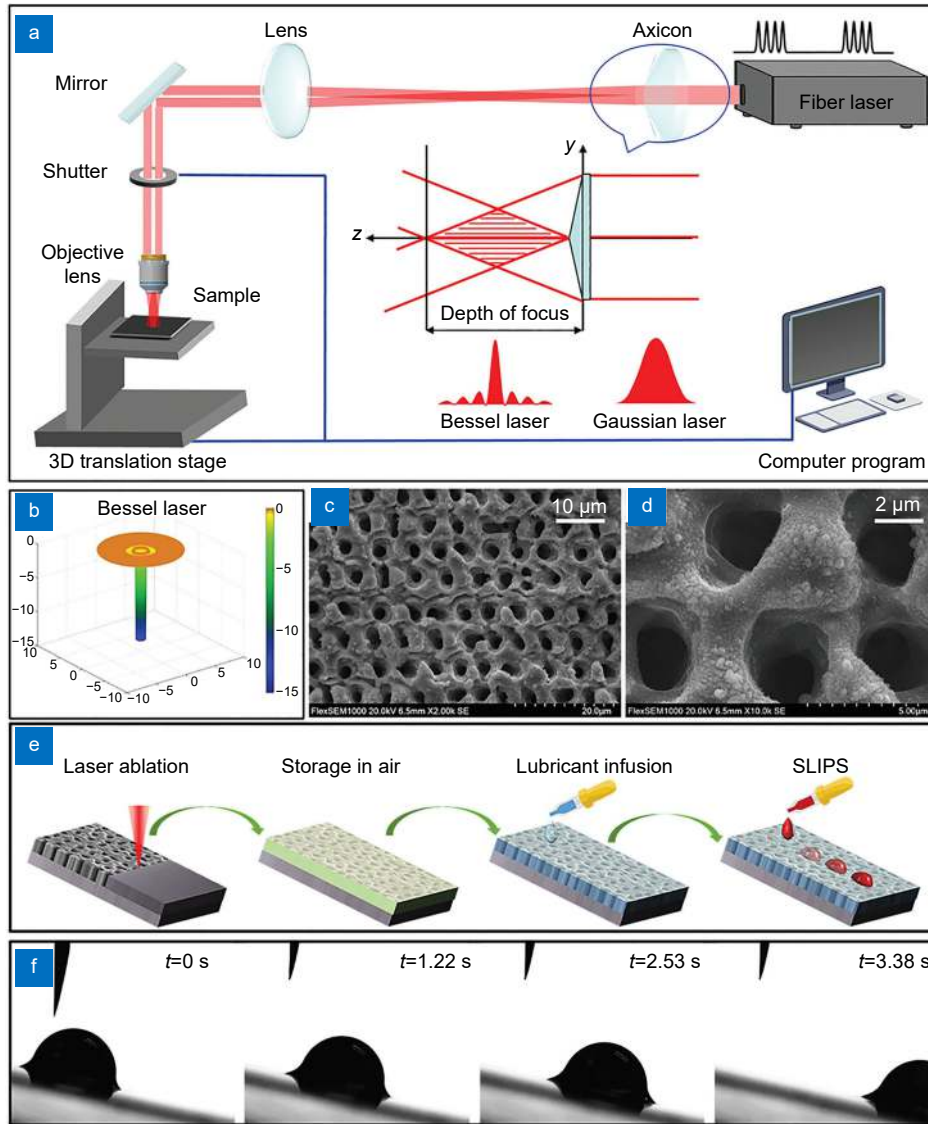 a
Lens
Axicon
Mirror
Fiber laser
Shutter
y
z
Objective
lens
Sample
Depth of focus
Bessel laser
Gaussian laser
3D translation stage
Computer program
b
Bessel laser
0
−5
−10
−15
10
5
0
−5
−10
−10
−5
0
5
10
0
−5
−10
−15
c
10 µm
FlexSEM1000 20.0kV 6.5mm X2.00k SE
20.0µm
d
2 µm
FlexSEM1000 20.0kV 6.5mm X10.0k SE
5.00µm
e
Laser ablation
Storage in air
Lubricant infusion
SLIPS
f
t=0 s
t=1.22 s
t=2.53 s
t=3.38 s